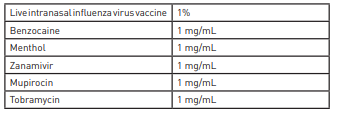 Live intranasal influenza virus vaccine 1%
Benzocaine 1 mg/mL
Menthol 1 mg/mL
Zanamivir 1 mg/mL
Mupirocin 1 mg/mL
Tobramycin 1 mg/mL